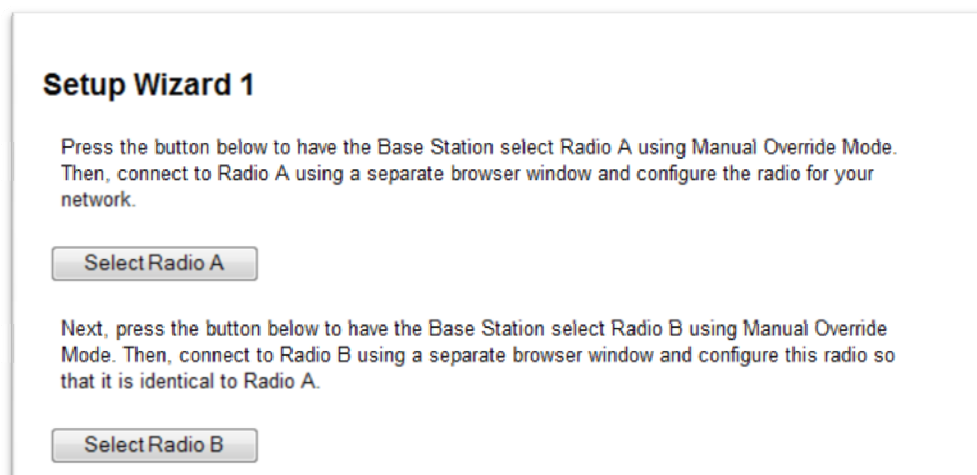 Setup Wizard 1
Press the button below to have the Base Station select Radio A using Manual Override Mode.
Then, connect to Radio A using a separate browser window and configure the radio for your
network.
Select Radio A
Next, press the button below to have the Base Station select Radio B using Manual Override
Mode. Then, connect to Radio B using a separate browser window and configure this radio so
that it is identical to Radio A.
Select Radio B